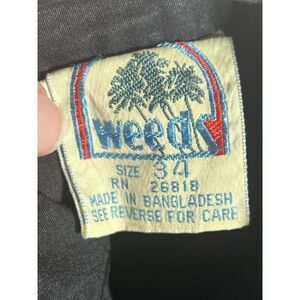 weeds
SIZE 34
RN 26818
MADE IN BANGLADESH
SEE REVERSE FOR CARE